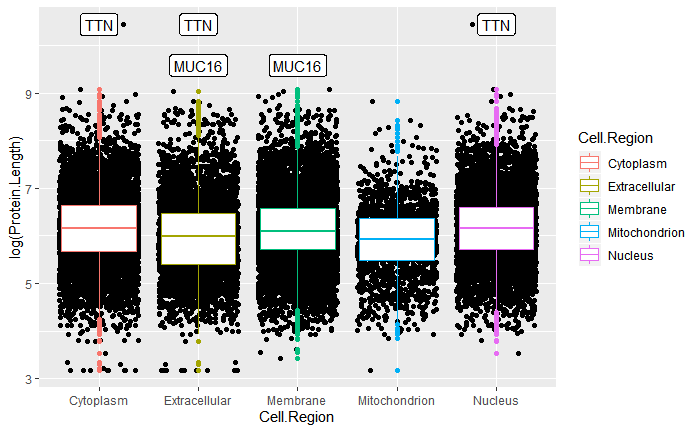 TTN
TTN
TTN
MUC16
MUC16
9
7
5
3
log(Protein.Length)
Cytoplasm
Extracellular
Membrane
Mitochondrion
Nucleus
Cell.Region
Cell.Region
Cytoplasm
Extracellular
Membrane
Mitochondrion
Nucleus